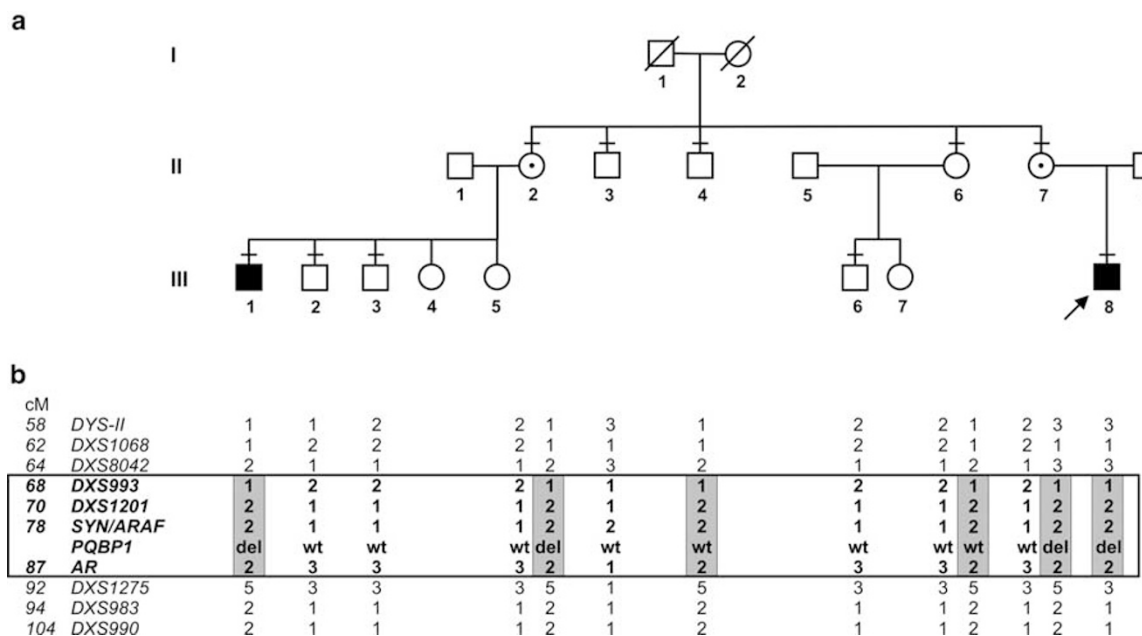 a
I
1 2
II
1 2 3 4 5 6 7
III
1 2 3 4 5 6 7 8
b
cM
58 DYS-II 1 1 2 2 1 3 1 2 2 1 2 3 3
62 DXS1068 1 2 2 2 1 1 1 2 2 1 2 1 1
64 DXS8042 2 1 1 1 2 3 2 1 1 2 1 3 3
68 DXS993 1 2 2 2 1 1 1 2 2 1 2 1 1
70 DXS1201 2 1 1 1 2 1 2 1 1 2 1 2 2
78 SYN/ARAF 2 1 1 1 2 2 2 1 1 2 1 2 2
PQBP1 del wt wt wt del wt wt wt wt wt wt del del
87 AR 2 3 3 3 2 1 2 3 3 2 3 2 2
92 DXS1275 5 3 3 3 5 1 5 3 3 5 3 5 3
94 DXS983 2 1 1 1 2 1 2 1 1 2 1 2 1
104 DXS990 2 1 1 1 2 1 2 1 1 2 1 2 1